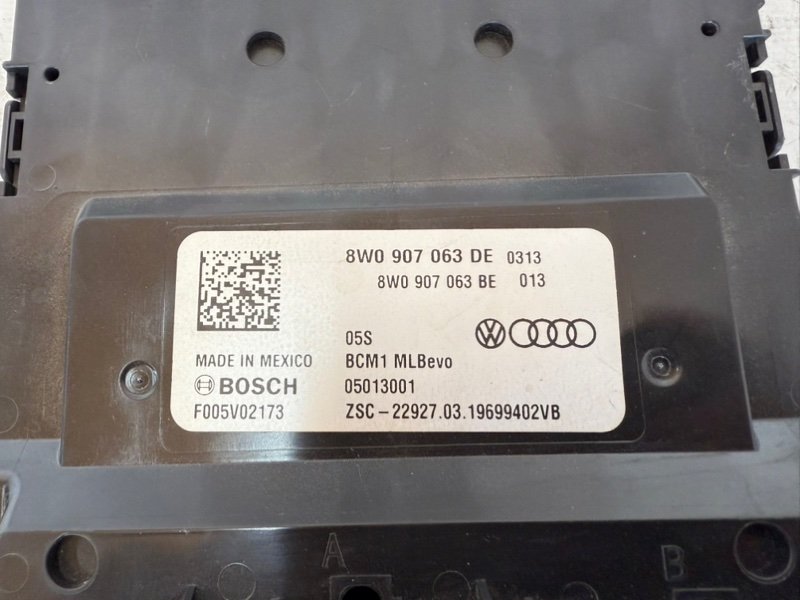 8W0 907 063 DE 0313
8W0 907 063 BE 013
05S
MADE IN MEXICO BCM1 MLBevo
BOSCH 05013001
F005V02173 ZSC-22927.03.19699402VB
A
B